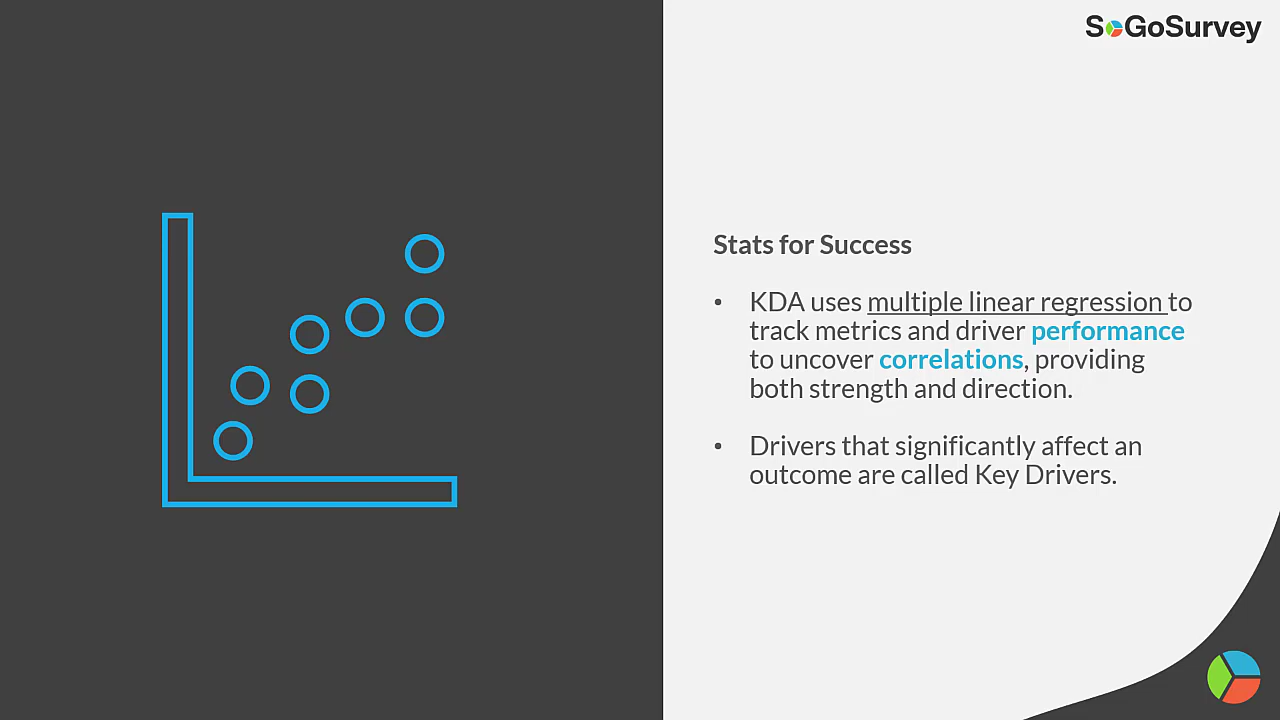 SoGoSurvey
Stats for Success
• KDA uses multiple linear regression to
track metrics and driver performance
to uncover correlations, providing
both strength and direction.
• Drivers that significantly affect an
outcome are called Key Drivers.